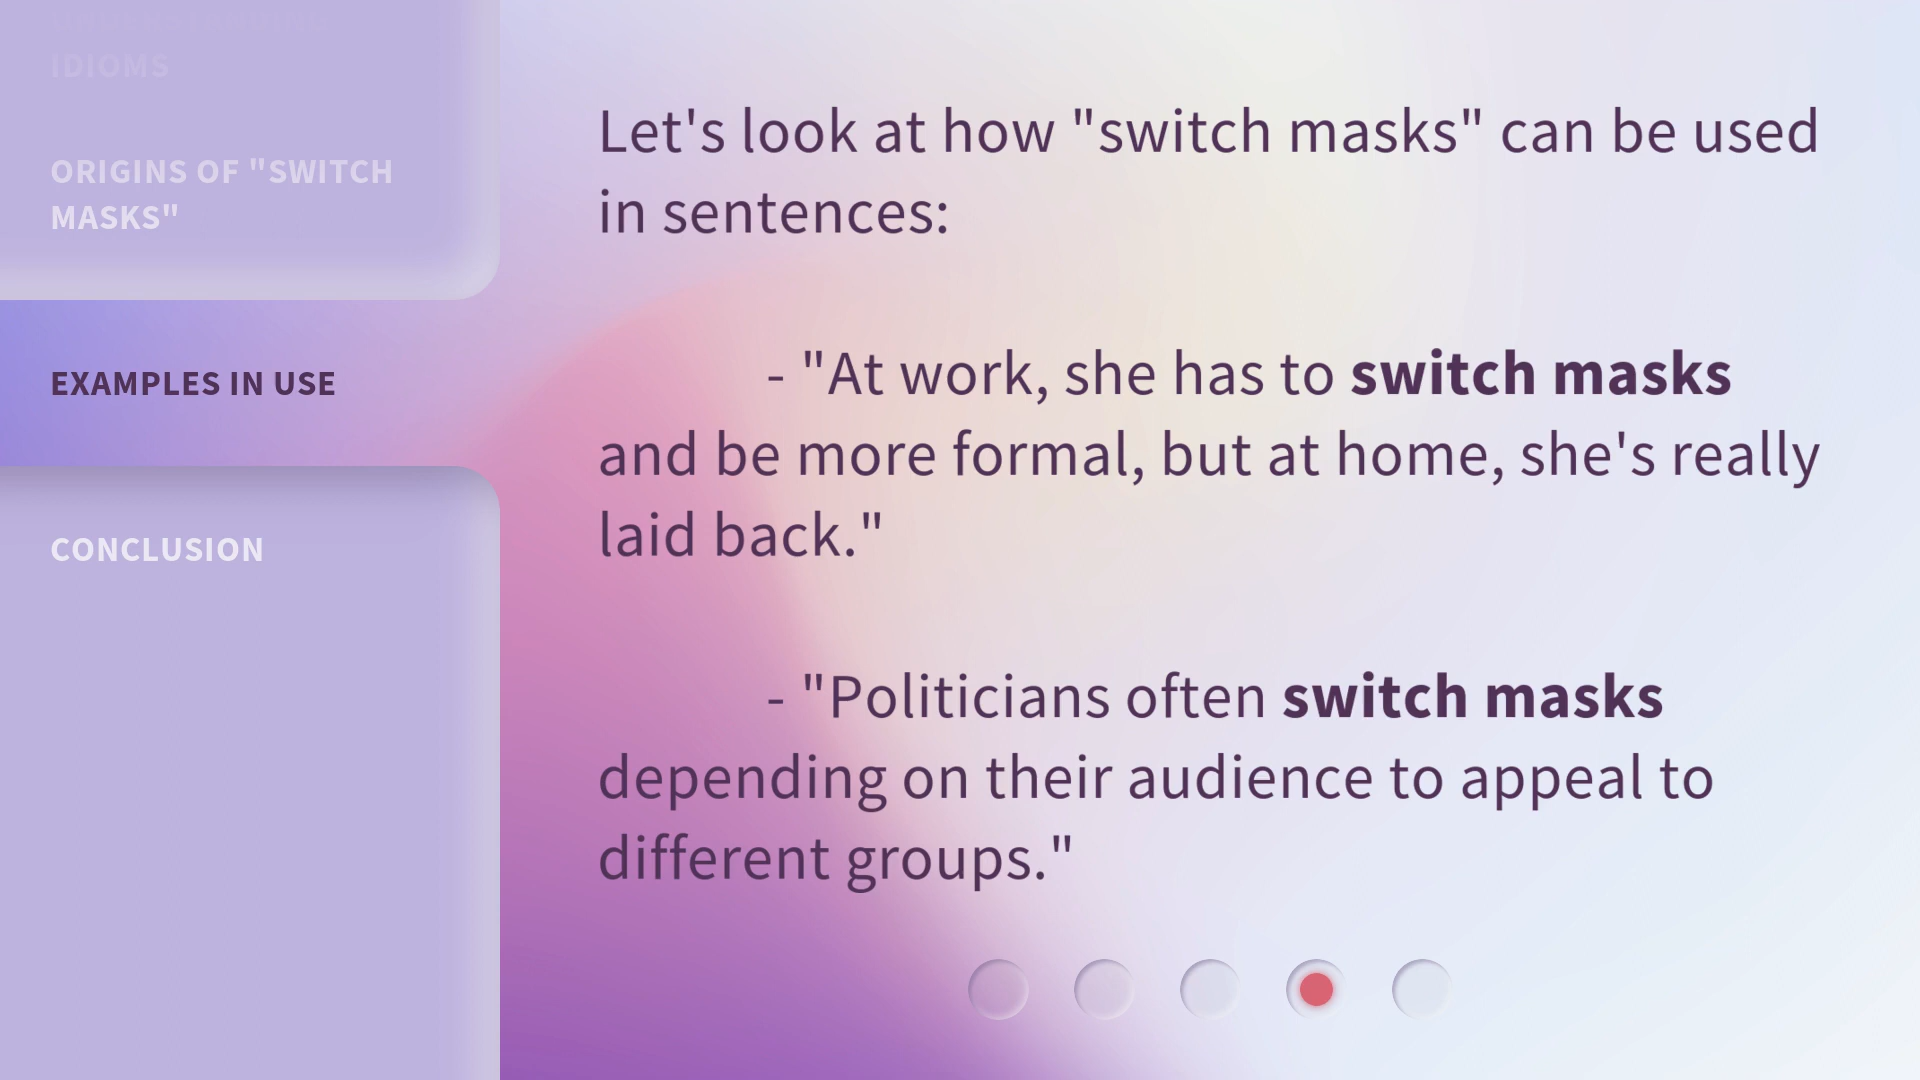 IDIOMS
ORIGINS OF "SWITCH
MASKS"
EXAMPLES IN USE
CONCLUSION
Let's look at how "switch masks" can be used
in sentences:
- "At work, she has to switch masks
and be more formal, but at home, she's really
laid back."
- "Politicians often switch masks
depending on their audience to appeal to
different groups."